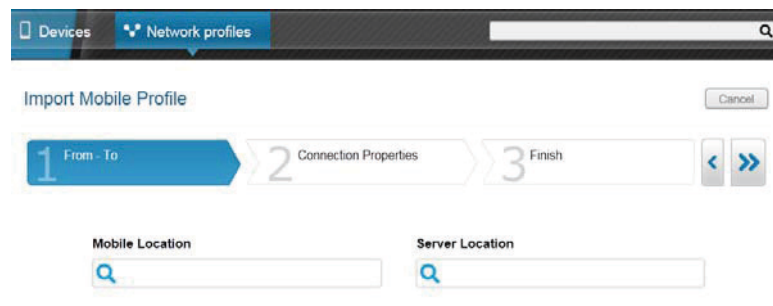 Devices Network profiles
Import Mobile Profile Cancel
1 From - To 2 Connection Properties 3 Finish
Mobile Location Server Location